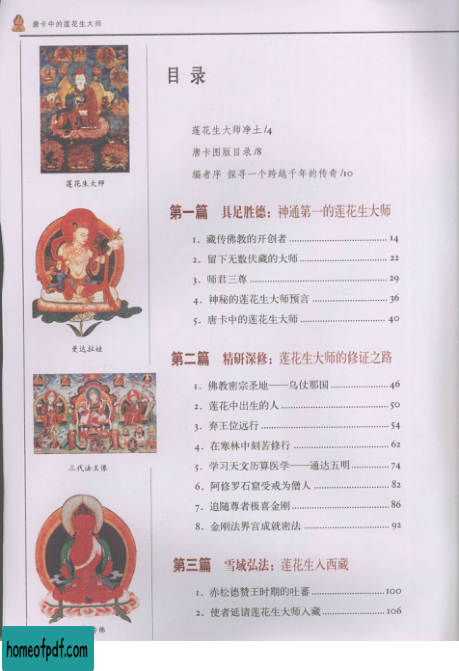 唐卡中的莲花生大师
目录
莲花生大师净土/4
唐卡图版目录/8
编者序 探寻一个跨越千年的传奇/10
莲花生大师
第一篇 具足胜德：神通第一的莲花生大师
1．藏传佛教的开创者 14
2．留下无数伏藏的大师 22
3．师君三尊 29
4．神秘的莲花生大师预言 36
5．唐卡中的莲花生大师 40
曼达拉娃
第二篇 精研深修：莲花生大师的修证之路
1．佛教密宗圣地——乌仗那国 46
2．莲花中出生的人 50
3．弃王位远行 54
4．在寒林中刻苦修行 62
5．学习天文历算医学——通达五明 74
6．阿修罗石窟受戒为僧人 82
7．追随尊者极喜金刚 86
8．金刚法界宫成就密法 92
三代法王像
第三篇 雪域弘法：莲花生入西藏
1．赤松德赞王时期的吐蕃 100
2．使者延请莲花生大师入藏 106
佛
homeofpdf.com